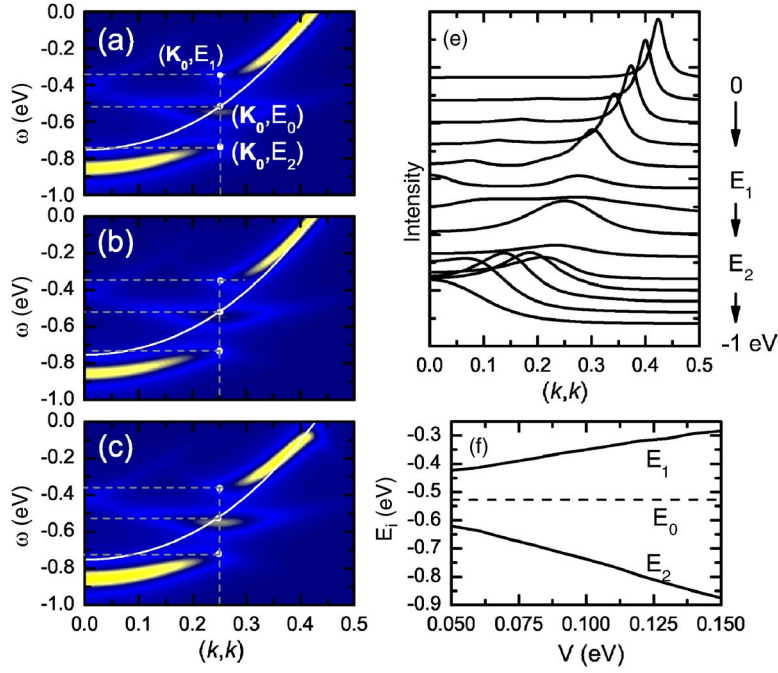 (a)
(K₀,E₁)
(K₀,E₀)
(K₀,E₂)
ω (eV)
0.0
-0.2
-0.4
-0.6
-0.8
-1.0
(b)
ω (eV)
0.0
-0.2
-0.4
-0.6
-0.8
-1.0
(c)
ω (eV)
0.0
-0.2
-0.4
-0.6
-0.8
-1.0
0.0 0.1 0.2 0.3 0.4 0.5
(k,k)
(e)
Intensity
0
E₁
E₂
-1 eV
0.0 0.1 0.2 0.3 0.4 0.5
(k,k)
(f)
Eᵢ (eV)
-0.3
-0.4
-0.5
-0.6
-0.7
-0.8
-0.9
E₁
E₀
E₂
0.050 0.075 0.100 0.125 0.150
V (eV)